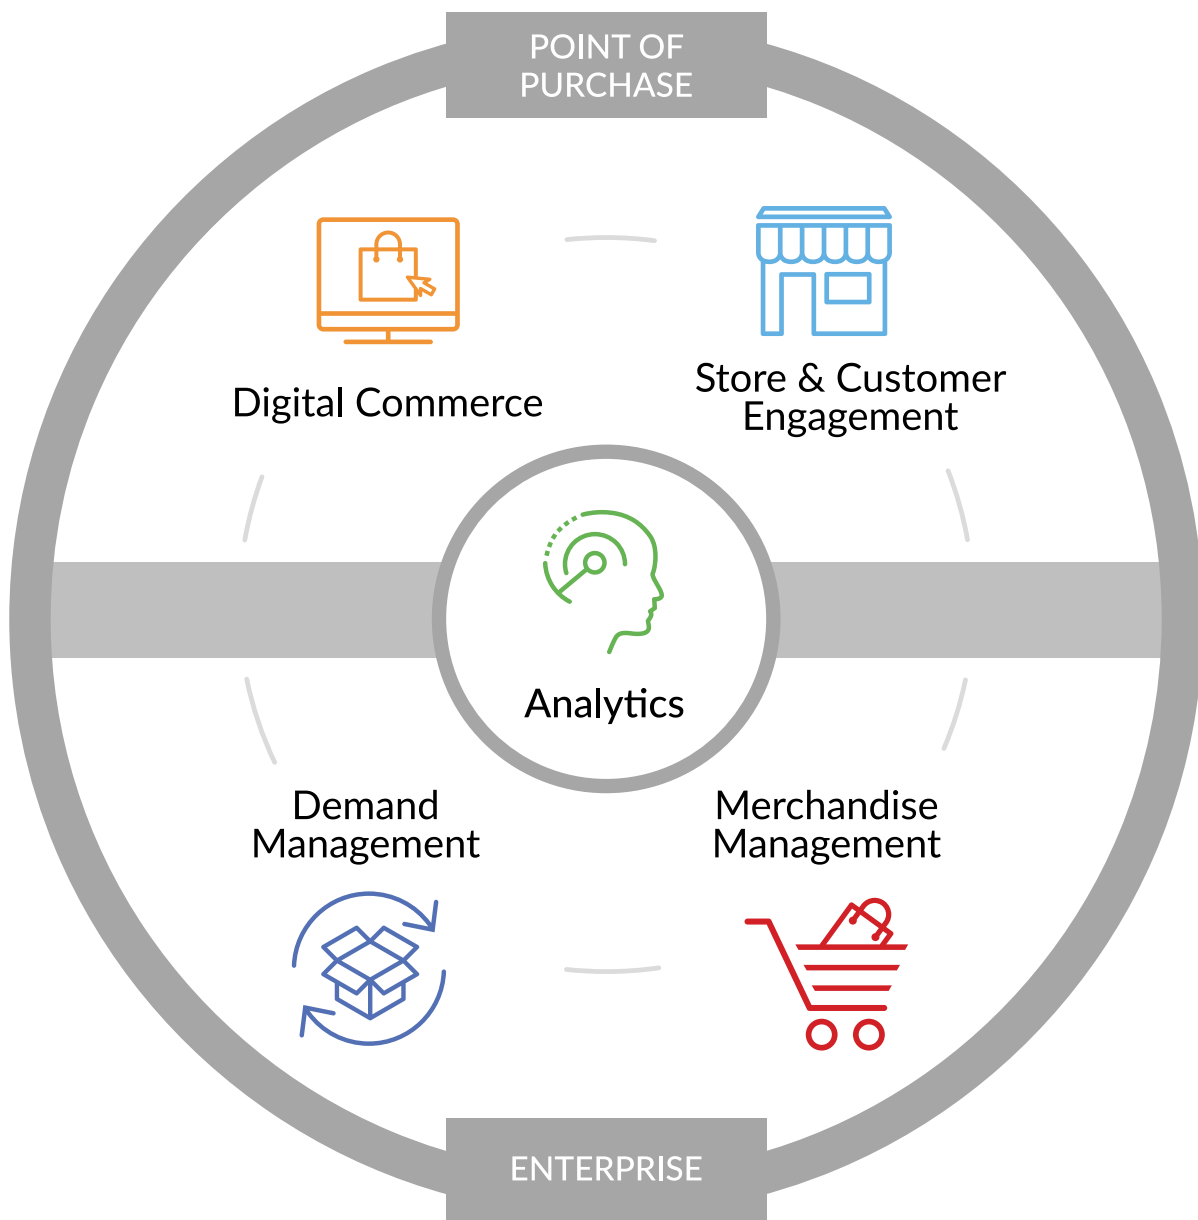 POINT OF
PURCHASE
Digital Commerce
Store & Customer
Engagement
Analytics
Demand
Management
Merchandise
Management
ENTERPRISE